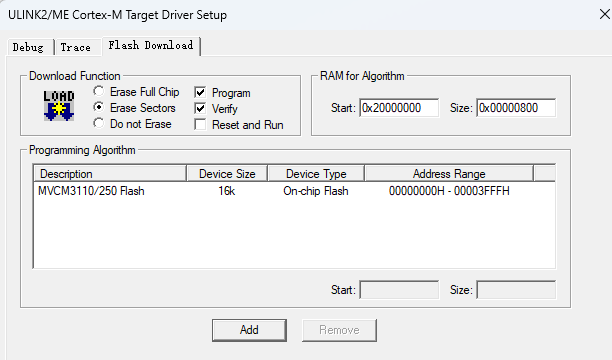 ULINK2/ME Cortex-M Target Driver Setup
Debug Trace Flash Download
Download Function
LOAD
Erase Full Chip
Erase Sectors
Do not Erase
Program
Verify
Reset and Run
RAM for Algorithm
Start: 0x20000000 Size: 0x00000800
Programming Algorithm
Description Device Size Device Type Address Range
MVCM3110/250 Flash 16k On-chip Flash 00000000H - 00003FFFH
Start: Size:
Add Remove